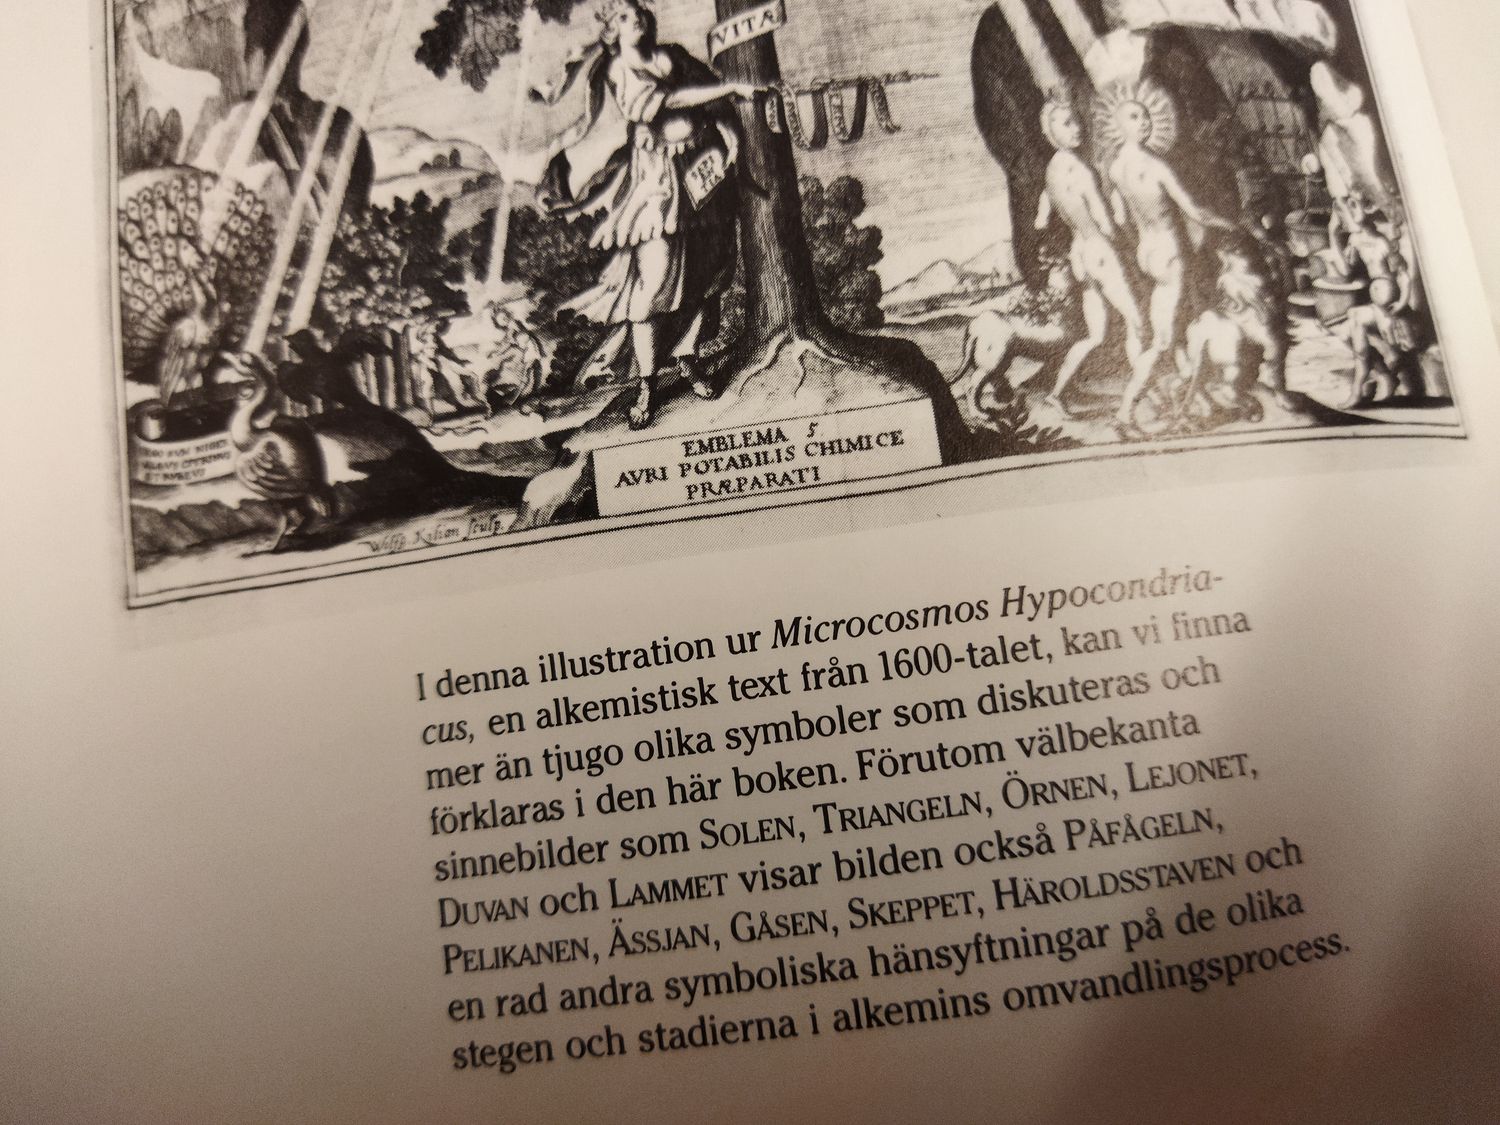 VITÆ
EMBLEMA 5
AVRI POTABILIS CHIMICE
PRÆPARATI
Wolfg. Kilian sculp.
I denna illustration ur Microcosmos Hypocondria-
cus, en alkemistisk text från 1600-talet, kan vi finna
mer än tjugo olika symboler som diskuteras och
förklaras i den här boken. Förutom välbekanta
sinnebilder som SOLEN, TRIANGELN, ÖRNEN, LEJONET,
DUVAN och LAMMET visar bilden också PÅFÅGELN,
PELIKANEN, ÄSSJAN, GÅSEN, SKEPPET, HÄROLDSSTAVEN och
en rad andra symboliska hänsyftningar på de olika
stegen och stadierna i alkemins omvandlingsprocess.